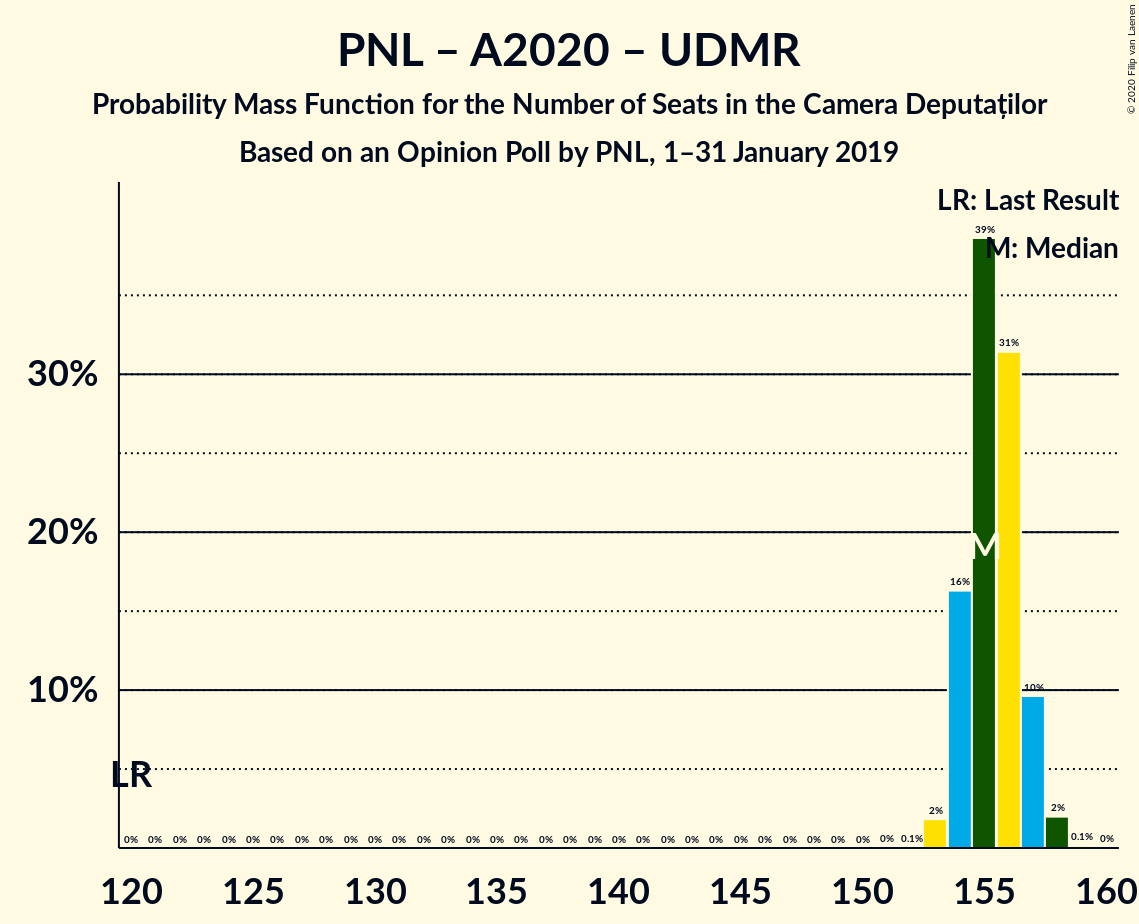 PNL – A2020 – UDMR
Probability Mass Function for the Number of Seats in the Camera Deputaților
Based on an Opinion Poll by PNL, 1–31 January 2019
© 2020 Filip van Laenen
LR: Last Result
M: Median
39%
31%
30%
20%
M
16%
10%
10%
LR
2%
2%
0% 0% 0% 0% 0% 0% 0% 0% 0% 0% 0% 0% 0% 0% 0% 0% 0% 0% 0% 0% 0% 0% 0% 0% 0% 0% 0% 0% 0% 0% 0% 0% 0.1% 0.1% 0%
120 125 130 135 140 145 150 155 160